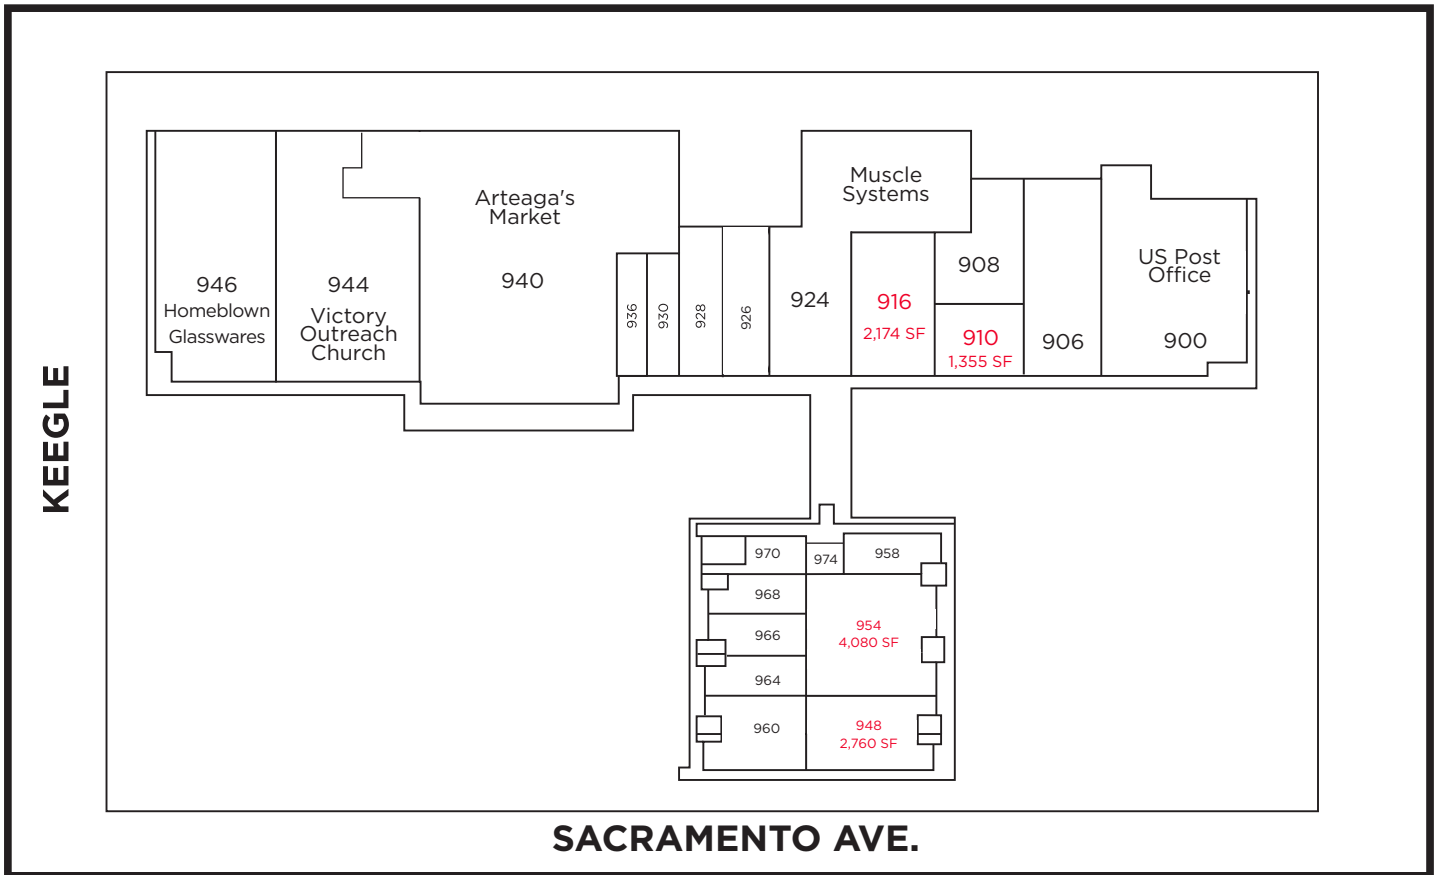 946
Homeblown
Glasswares
944
Victory
Outreach
Church
Arteaga's
Market
940
936
930
928
926
Muscle
Systems
924
916
2,174 SF
908
910
1,355 SF
906
US Post
Office
900
KEEGLE
970
974
958
968
966
964
960
954
4,080 SF
948
2,760 SF
SACRAMENTO AVE.